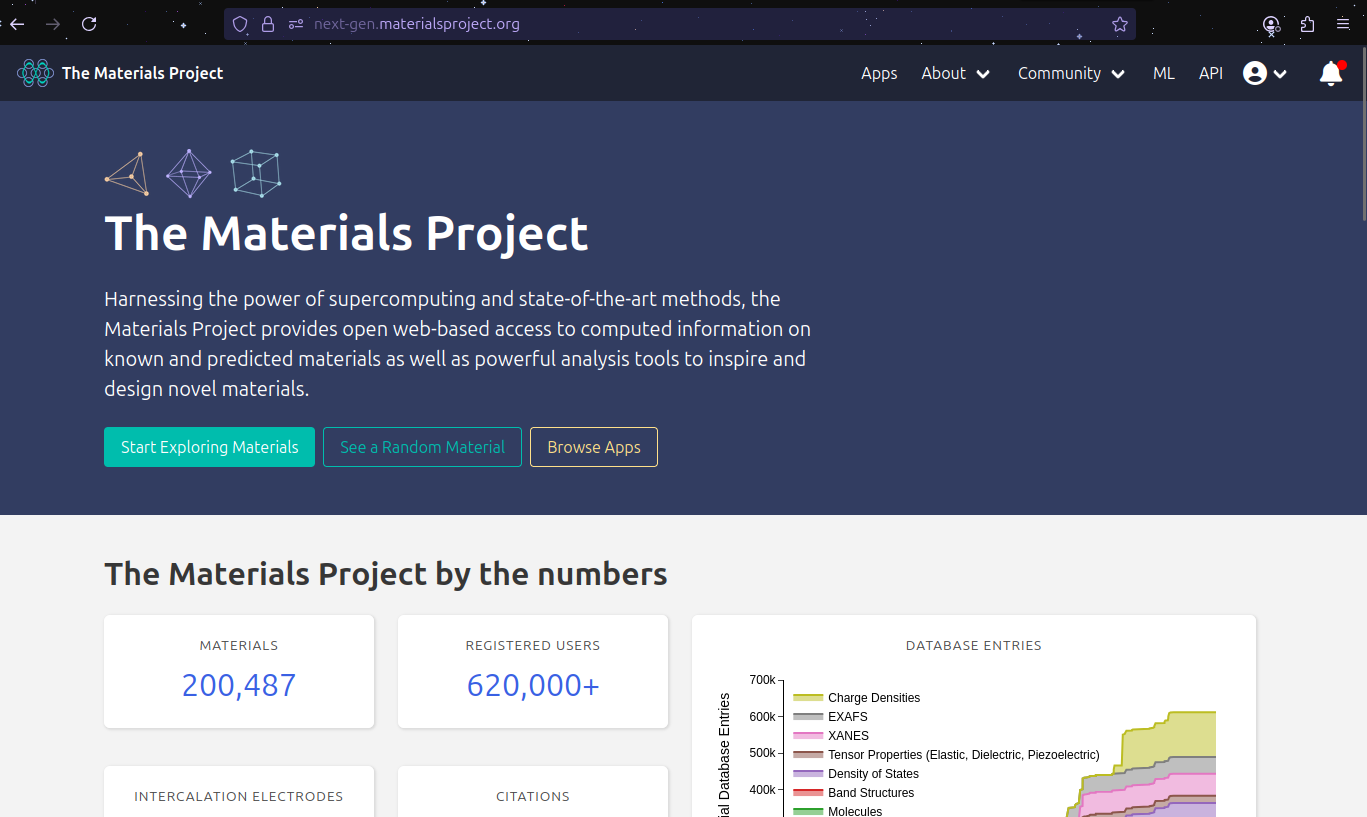 next-gen.materialsproject.org
The Materials Project
Apps
About
Community
ML
API
The Materials Project
Harnessing the power of supercomputing and state-of-the-art methods, the
Materials Project provides open web-based access to computed information on
known and predicted materials as well as powerful analysis tools to inspire and
design novel materials.
Start Exploring Materials
See a Random Material
Browse Apps
The Materials Project by the numbers
MATERIALS
200,487
REGISTERED USERS
620,000+
INTERCALATION ELECTRODES
CITATIONS
DATABASE ENTRIES
700k
600k
500k
400k
Database Entries
Charge Densities
EXAFS
XANES
Tensor Properties (Elastic, Dielectric, Piezoelectric)
Density of States
Band Structures
Molecules